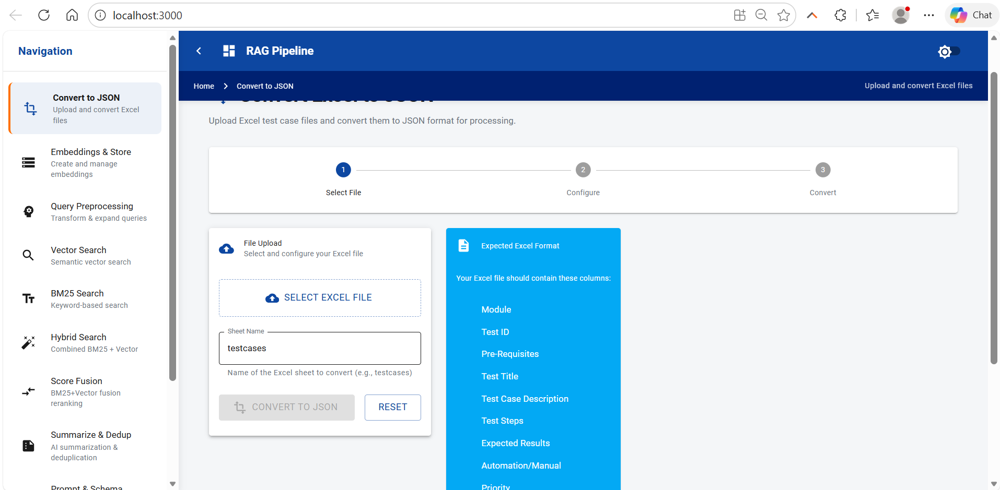 localhost:3000
Chat
Navigation
Convert to JSON
Upload and convert Excel
files
Embeddings & Store
Create and manage
embeddings
Query Preprocessing
Transform & expand queries
Vector Search
Semantic vector search
BM25 Search
Keyword-based search
Hybrid Search
Combined BM25 + Vector
Score Fusion
BM25+Vector fusion
reranking
Summarize & Dedup
AI summarization &
deduplication
Prompt & Schema
RAG Pipeline
Home
Convert to JSON
Upload and convert Excel files
Convert Excel to JSON
Upload Excel test case files and convert them to JSON format for processing.
1
2
3
Select File
Configure
Convert
File Upload
Select and configure your Excel file
SELECT EXCEL FILE
Sheet Name
testcases
Name of the Excel sheet to convert (e.g., testcases)
CONVERT TO JSON
RESET
Expected Excel Format
Your Excel file should contain these columns:
Module
Test ID
Pre-Requisites
Test Title
Test Case Description
Test Steps
Expected Results
Automation/Manual
Priority